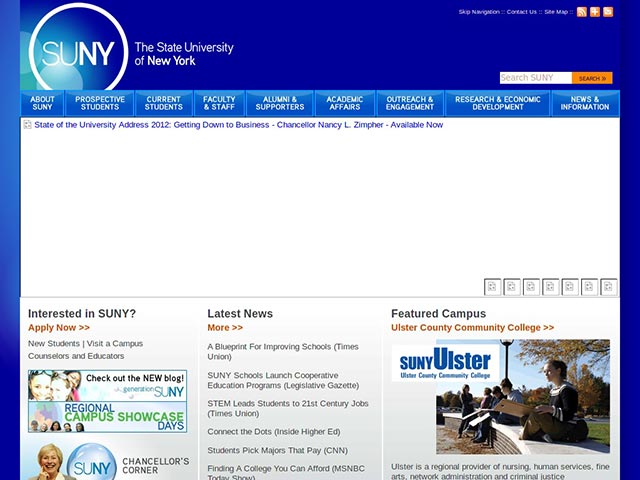 Skip Navigation :: Contact Us :: Site Map ::
SUNY
The State University
of New York
Search SUNY
SEARCH »
ABOUT
SUNY
PROSPECTIVE
STUDENTS
CURRENT
STUDENTS
FACULTY
& STAFF
ALUMNI &
SUPPORTERS
ACADEMIC
AFFAIRS
OUTREACH &
ENGAGEMENT
RESEARCH & ECONOMIC
DEVELOPMENT
NEWS &
INFORMATION
State of the University Address 2012: Getting Down to Business - Chancellor Nancy L. Zimpher - Available Now
Interested in SUNY?
Apply Now >>
New Students | Visit a Campus
Counselors and Educators
Check out the NEW blog!
generationSUNY
REGIONAL
CAMPUS SHOWCASE
DAYS
SUNY
CHANCELLOR'S
CORNER
Latest News
More >>
A Blueprint For Improving Schools (Times
Union)
SUNY Schools Launch Cooperative
Education Programs (Legislative Gazette)
STEM Leads Students to 21st Century Jobs
(Times Union)
Connect the Dots (Inside Higher Ed)
Students Pick Majors That Pay (CNN)
Finding A College You Can Afford (MSNBC
Today Show)
Featured Campus
Ulster County Community College >>
SUNY Ulster
Ulster County Community College
Ulster is a regional provider of nursing, human services, fine
arts, network administration and criminal justice